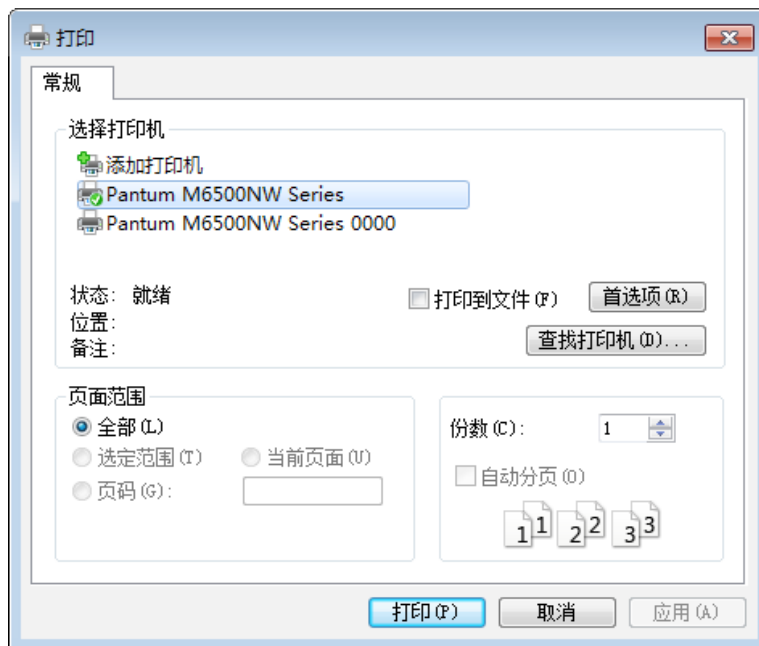 打印
常规
选择打印机
添加打印机
Pantum M6500NW Series
Pantum M6500NW Series 0000
状态: 就绪
打印到文件(F)
首选项(R)
位置:
查找打印机(D)...
备注:
页面范围
全部(L)
选定范围(T)
当前页面(U)
页码(G):
份数(C):
1
自动分页(O)
1 1 2 2 3 3
打印(P)
取消
应用(A)